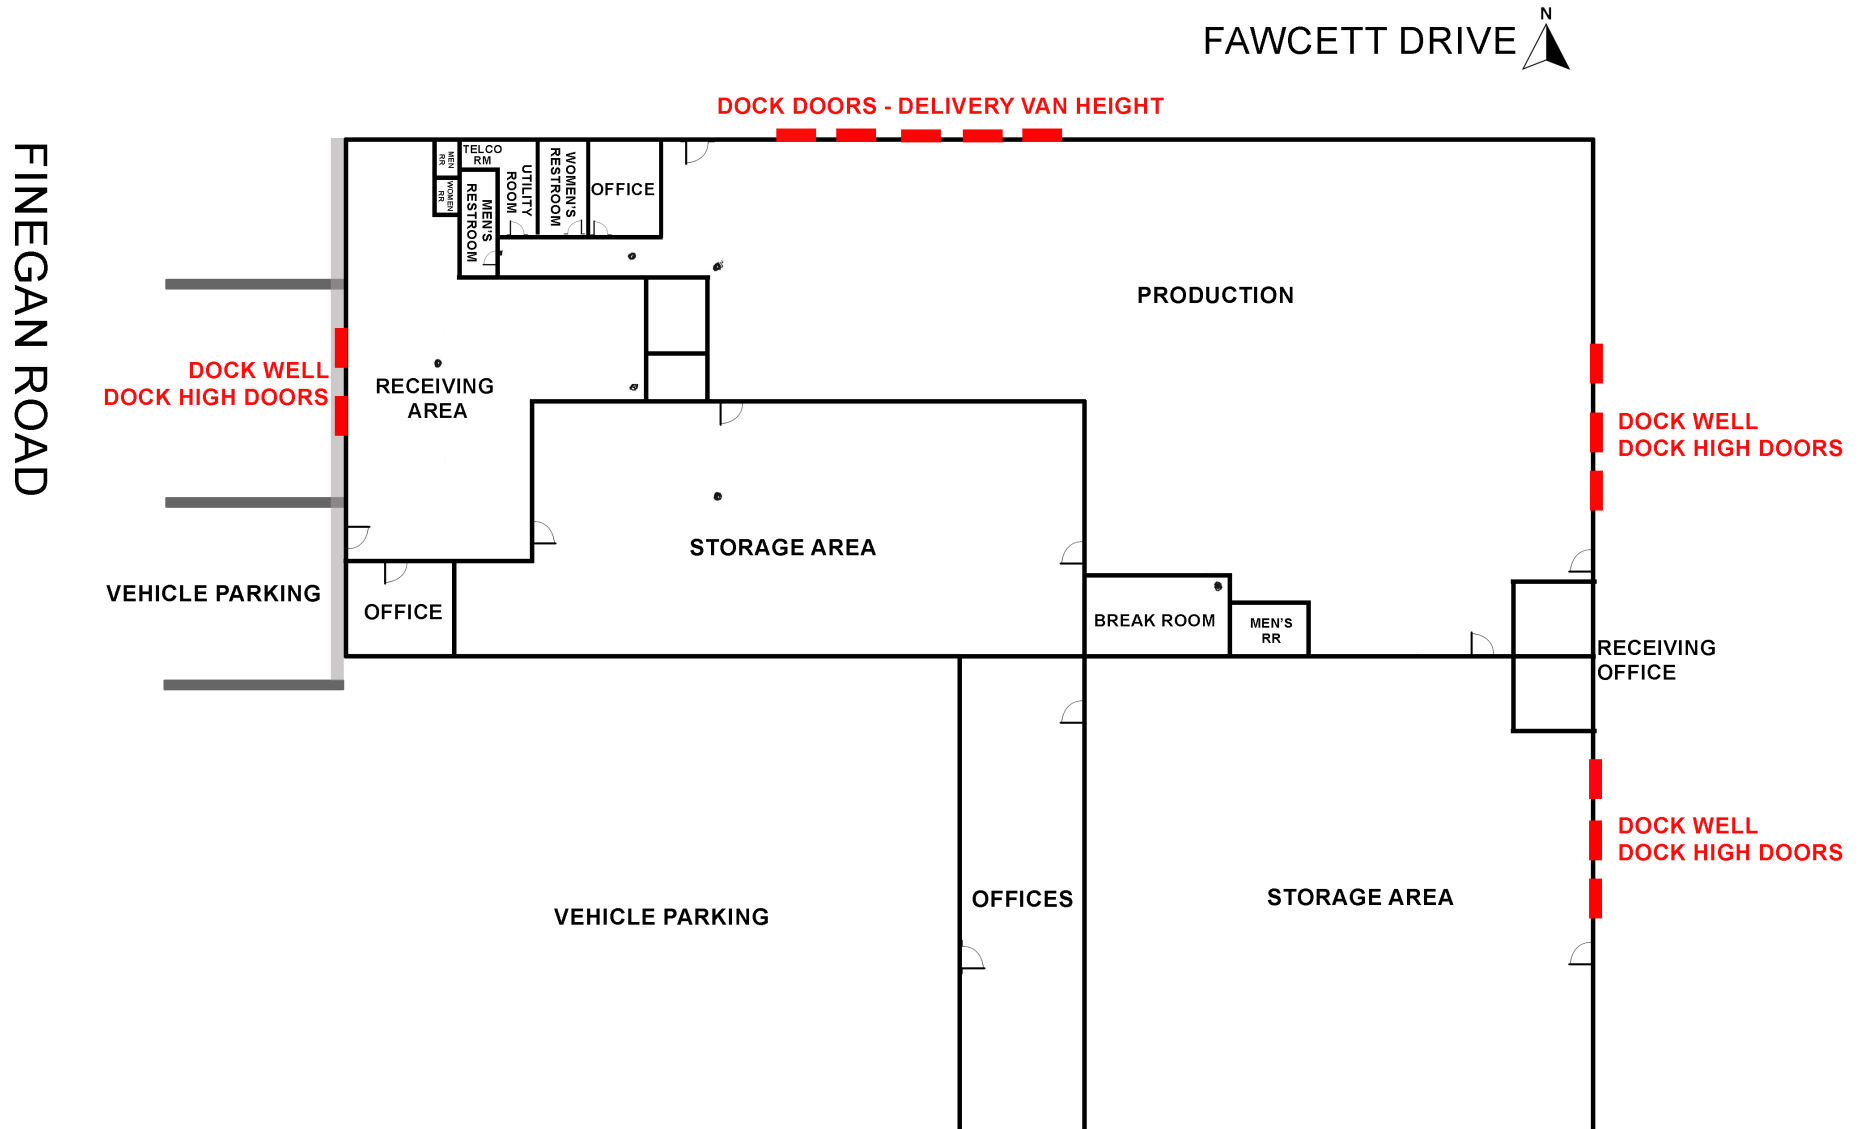 N
FAWCETT DRIVE
DOCK DOORS - DELIVERY VAN HEIGHT
FINEGAN ROAD
MEN
RR
TELCO
RM
WOMEN
RR
MEN'S
RESTROOM
UTILITY
ROOM
WOMEN'S
RESTROOM
OFFICE
PRODUCTION
DOCK WELL
DOCK HIGH DOORS
RECEIVING
AREA
DOCK WELL
DOCK HIGH DOORS
STORAGE AREA
VEHICLE PARKING
OFFICE
BREAK ROOM
MEN'S
RR
RECEIVING
OFFICE
DOCK WELL
DOCK HIGH DOORS
VEHICLE PARKING
OFFICES
STORAGE AREA